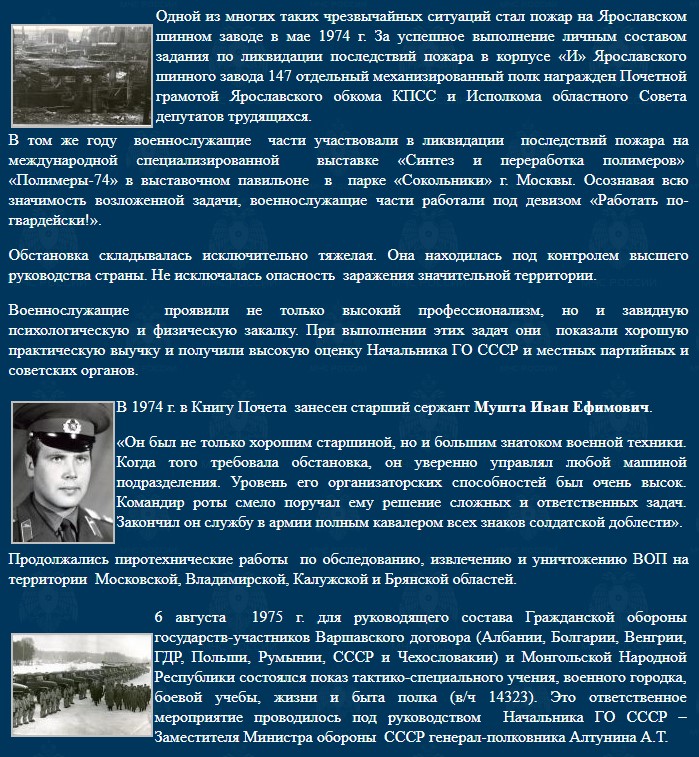 Одной из многих таких чрезвычайных ситуаций стал пожар на Ярославском
шинном заводе в мае 1974 г. За успешное выполнение личным составом
задания по ликвидации последствий пожара в корпусе «И» Ярославского
шинного завода 147 отдельный механизированный полк награжден Почетной
грамотой Ярославского обкома КПСС и Исполкома областного Совета
депутатов трудящихся.
В том же году военнослужащие части участвовали в ликвидации последствий пожара на
международной специализированной выставке «Синтез и переработка полимеров»
«Полимеры-74» в выставочном павильоне в парке «Сокольники» г. Москвы. Осознавая всю
значимость возложенной задачи, военнослужащие части работали под девизом «Работать по-
гвардейски!».
Обстановка складывалась исключительно тяжелая. Она находилась под контролем высшего
руководства страны. Не исключалась опасность заражения значительной территории.
Военнослужащие проявили не только высокий профессионализм, но и завидную
психологическую и физическую закалку. При выполнении этих задач они показали хорошую
практическую выучку и получили высокую оценку Начальника ГО СССР и местных партийных и
советских органов.
В 1974 г. в Книгу Почета занесен старший сержант Мушта Иван Ефимович.
«Он был не только хорошим старшиной, но и большим знатоком военной техники.
Когда того требовала обстановка, он уверенно управлял любой машиной
подразделения. Уровень его организаторских способностей был очень высок.
Командир роты смело поручал ему решение сложных и ответственных задач.
Закончил он службу в армии полным кавалером всех знаков солдатской доблести».
Продолжались пиротехнические работы по обследованию, извлечению и уничтожению ВОП на
территории Московской, Владимирской, Калужской и Брянской областей.
6 августа 1975 г. для руководящего состава Гражданской обороны
государств-участников Варшавского договора (Албании, Болгарии, Венгрии,
ГДР, Польши, Румынии, СССР и Чехословакии) и Монгольской Народной
Республики состоялся показ тактико-специального учения, военного городка,
боевой учебы, жизни и быта полка (в/ч 14323). Это ответственное
мероприятие проводилось под руководством Начальника ГО СССР –
Заместителя Министра обороны СССР генерал-полковника Алтунина А.Т.